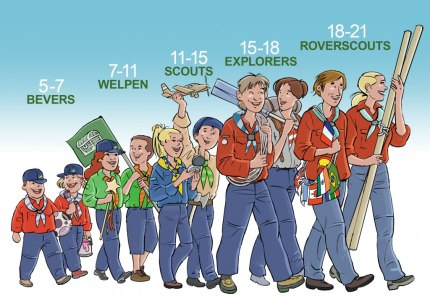 5-7
BEVERS
7-11
WELPEN
11-15
SCOUTS
15-18
EXPLORERS
18-21
ROVERSCOUTS